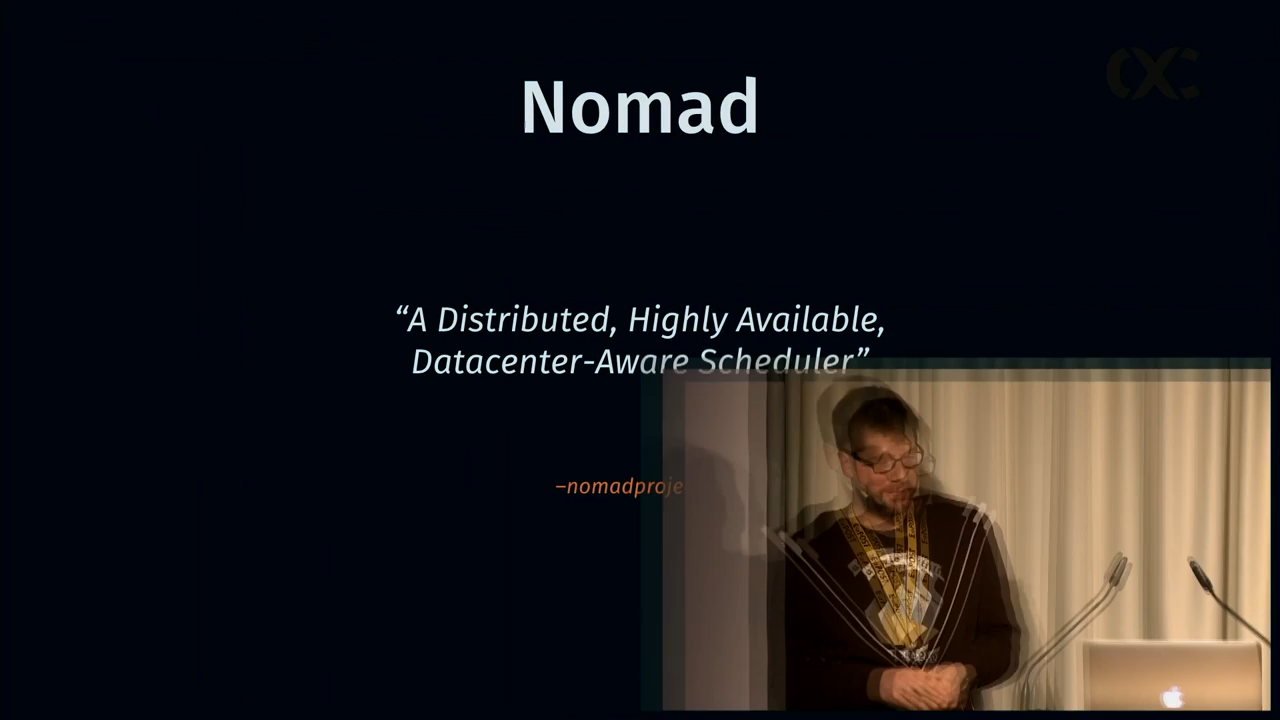 Nomad
“A Distributed, Highly Available,
Datacenter-Aware Scheduler”
–nomadproje